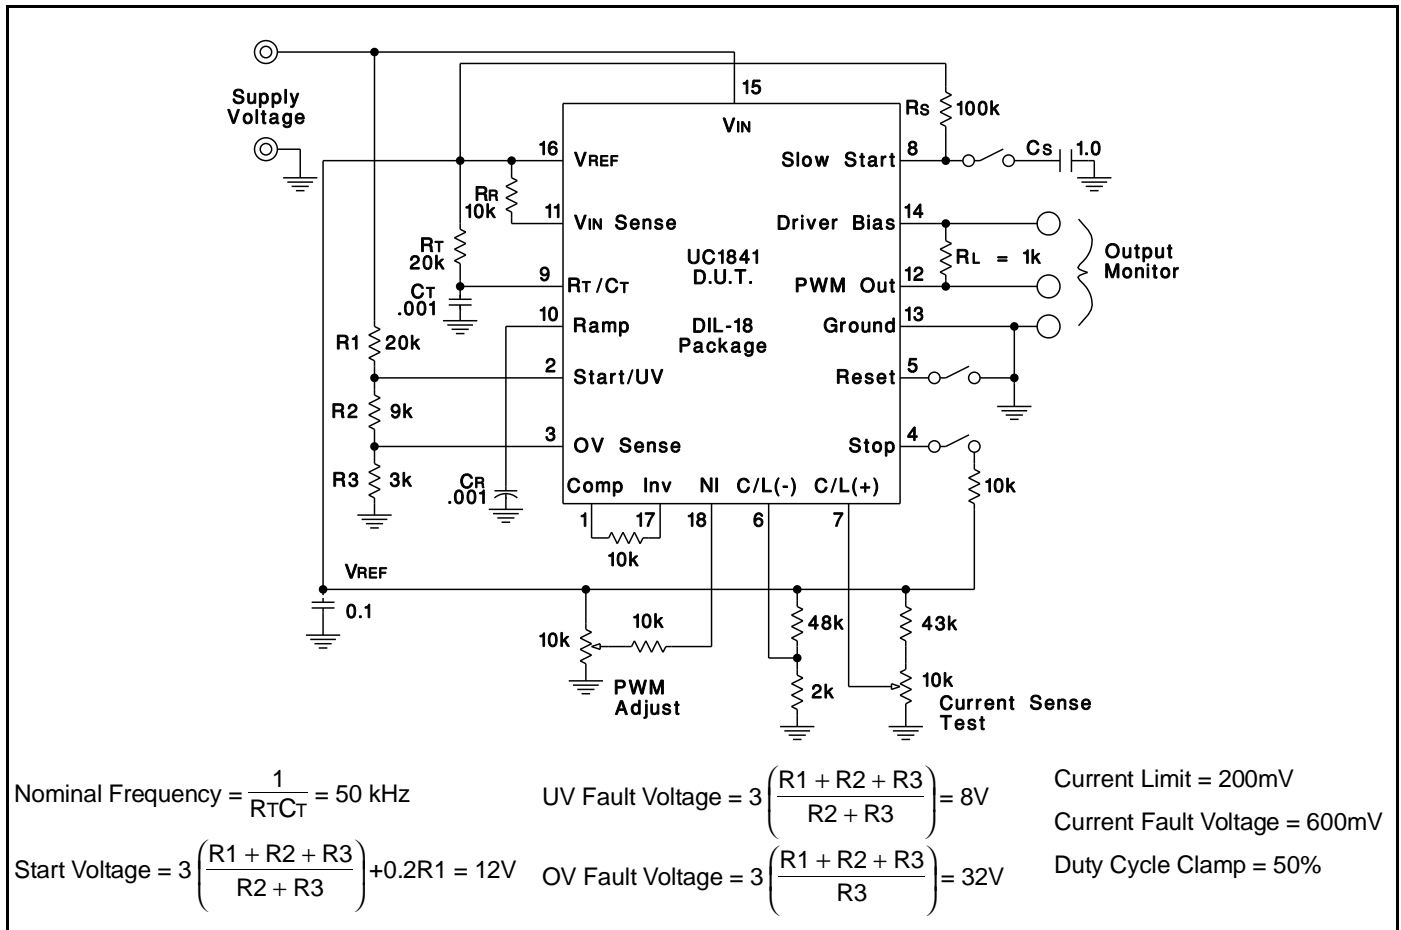 15
Supply
Voltage
VIN
RS 100k
16 VREF
Slow Start 8
CS 1.0
RR
10k
11 VIN Sense
Driver Bias 14
RT
20k
UC1841
D.U.T.
RL = 1k
Output
Monitor
9 RT/CT
PWM Out 12
CT
.001
10 Ramp
DIL-18
Package
Ground 13
R1 20k
2 Start/UV
Reset 5
R2 9k
3 OV Sense
Stop 4
R3 3k
CR
.001
Comp Inv NI C/L(-) C/L(+)
10k
1 17 18 6 7
10k
VREF
0.1
10k
10k
48k
43k
PWM
Adjust
2k
10k
Current Sense
Test
Nominal Frequency = 1 / RTCT = 50 kHz
UV Fault Voltage = 3 (R1 + R2 + R3 / R2 + R3) = 8V
Current Limit = 200mV
Current Fault Voltage = 600mV
Start Voltage = 3 (R1 + R2 + R3 / R2 + R3) +0.2R1 = 12V
OV Fault Voltage = 3 (R1 + R2 + R3 / R3) = 32V
Duty Cycle Clamp = 50%